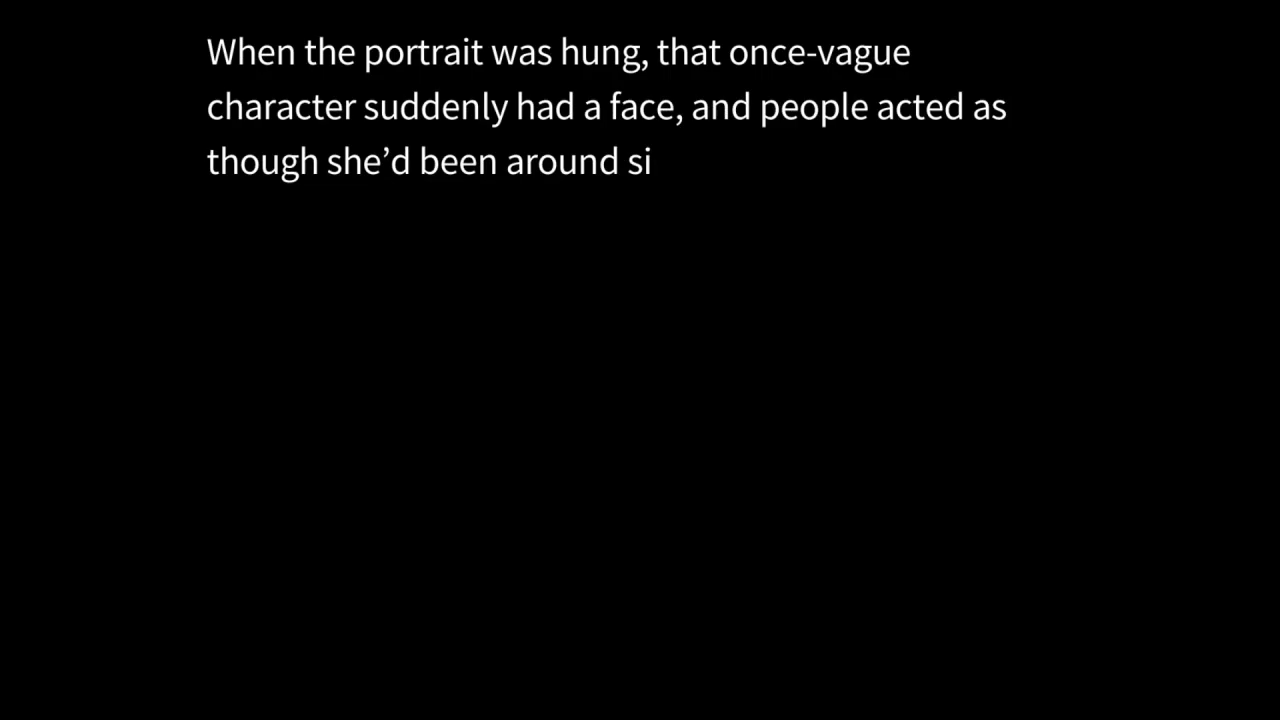 When the portrait was hung, that once-vague
character suddenly had a face, and people acted as
though she’d been around si